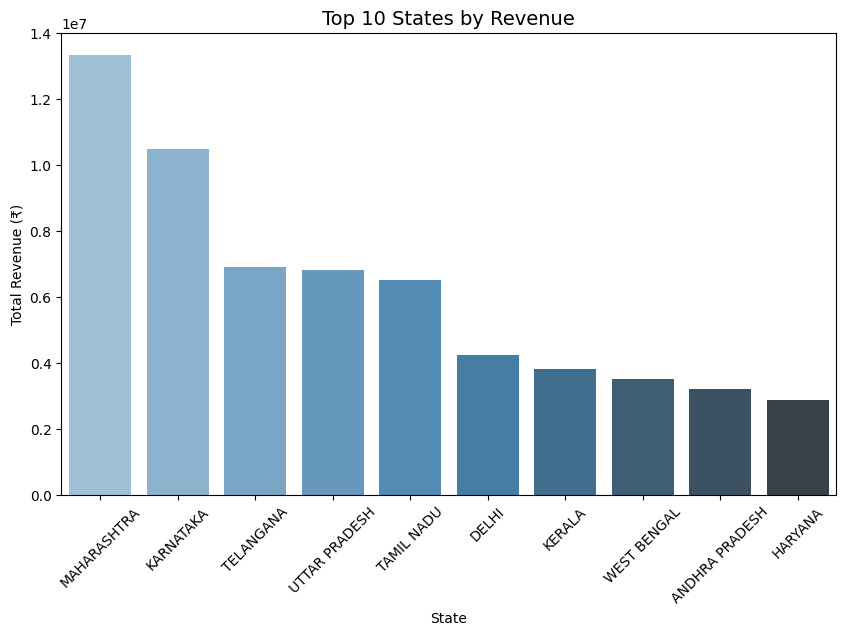 Top 10 States by Revenue
1e7
1.4
1.2
1.0
0.8
0.6
0.4
0.2
0.0
Total Revenue (₹)
MAHARASHTRA
KARNATAKA
TELANGANA
UTTAR PRADESH
TAMIL NADU
DELHI
KERALA
WEST BENGAL
ANDHRA PRADESH
HARYANA
State